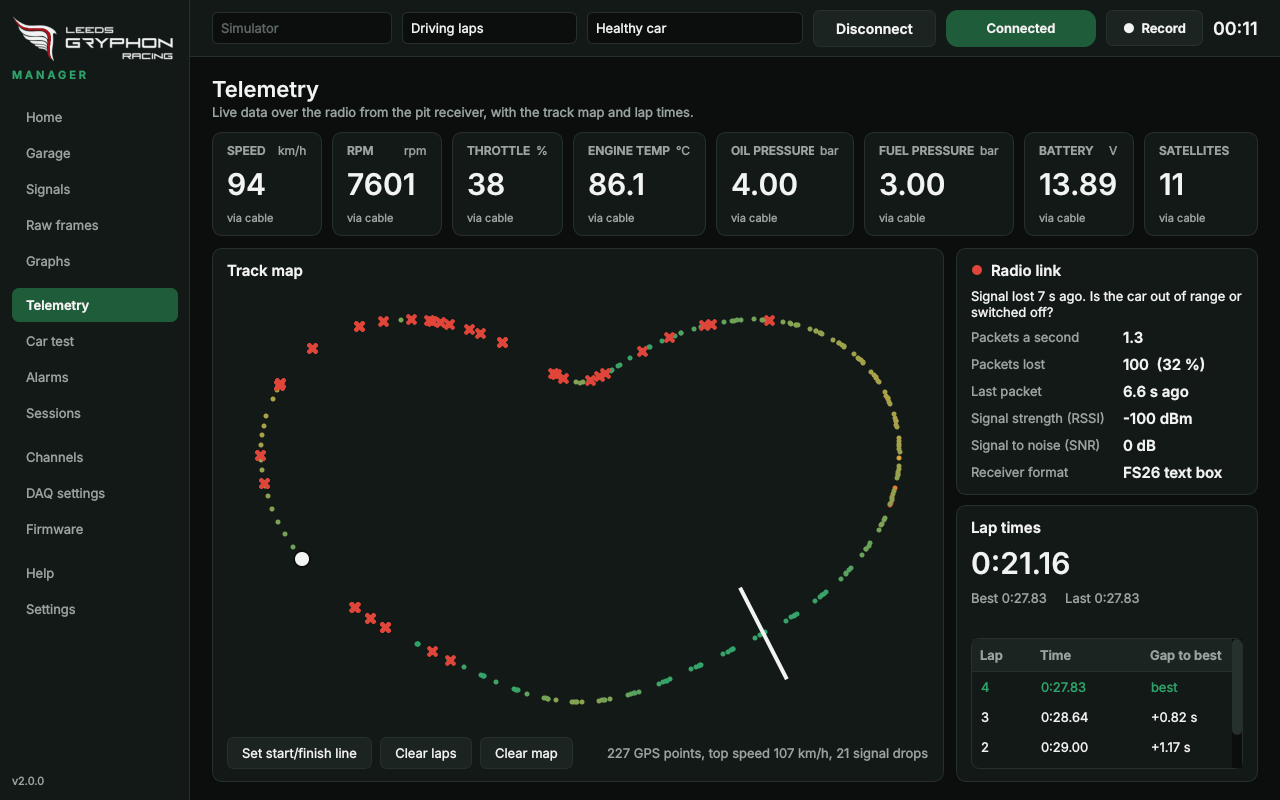 LEEDS
GRYPHON
RACING
MANAGER
Simulator
Driving laps
Healthy car
Disconnect
Connected
Record
00:11
Home
Garage
Signals
Raw frames
Graphs
Telemetry
Car test
Alarms
Sessions
Channels
DAQ settings
Firmware
Help
Settings
v2.0.0
Telemetry
Live data over the radio from the pit receiver, with the track map and lap times.
SPEED km/h
94
via cable
RPM rpm
7601
via cable
THROTTLE %
38
via cable
ENGINE TEMP °C
86.1
via cable
OIL PRESSURE bar
4.00
via cable
FUEL PRESSURE bar
3.00
via cable
BATTERY V
13.89
via cable
SATELLITES
11
via cable
Track map
Set start/finish line
Clear laps
Clear map
227 GPS points, top speed 107 km/h, 21 signal drops
Radio link
Signal lost 7 s ago. Is the car out of range or
switched off?
Packets a second 1.3
Packets lost 100 (32 %)
Last packet 6.6 s ago
Signal strength (RSSI) -100 dBm
Signal to noise (SNR) 0 dB
Receiver format FS26 text box
Lap times
0:21.16
Best 0:27.83 Last 0:27.83
Lap Time Gap to best
4 0:27.83 best
3 0:28.64 +0.82 s
2 0:29.00 +1.17 s